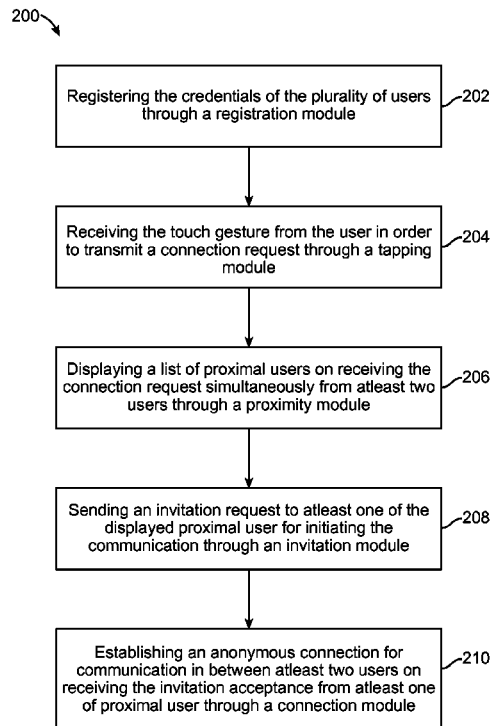 200
Registering the credentials of the plurality of users
through a registration module
202
Receiving the touch gesture from the user in order
to transmit a connection request through a tapping
module
204
Displaying a list of proximal users on receiving the
connection request simultaneously from atleast two
users through a proximity module
206
Sending an invitation request to atleast one of the
displayed proximal user for initiating the
communication through an invitation module
208
Establishing an anonymous connection for
communication in between atleast two users on
receiving the invitation acceptance from atleast one
of proximal user through a connection module
210